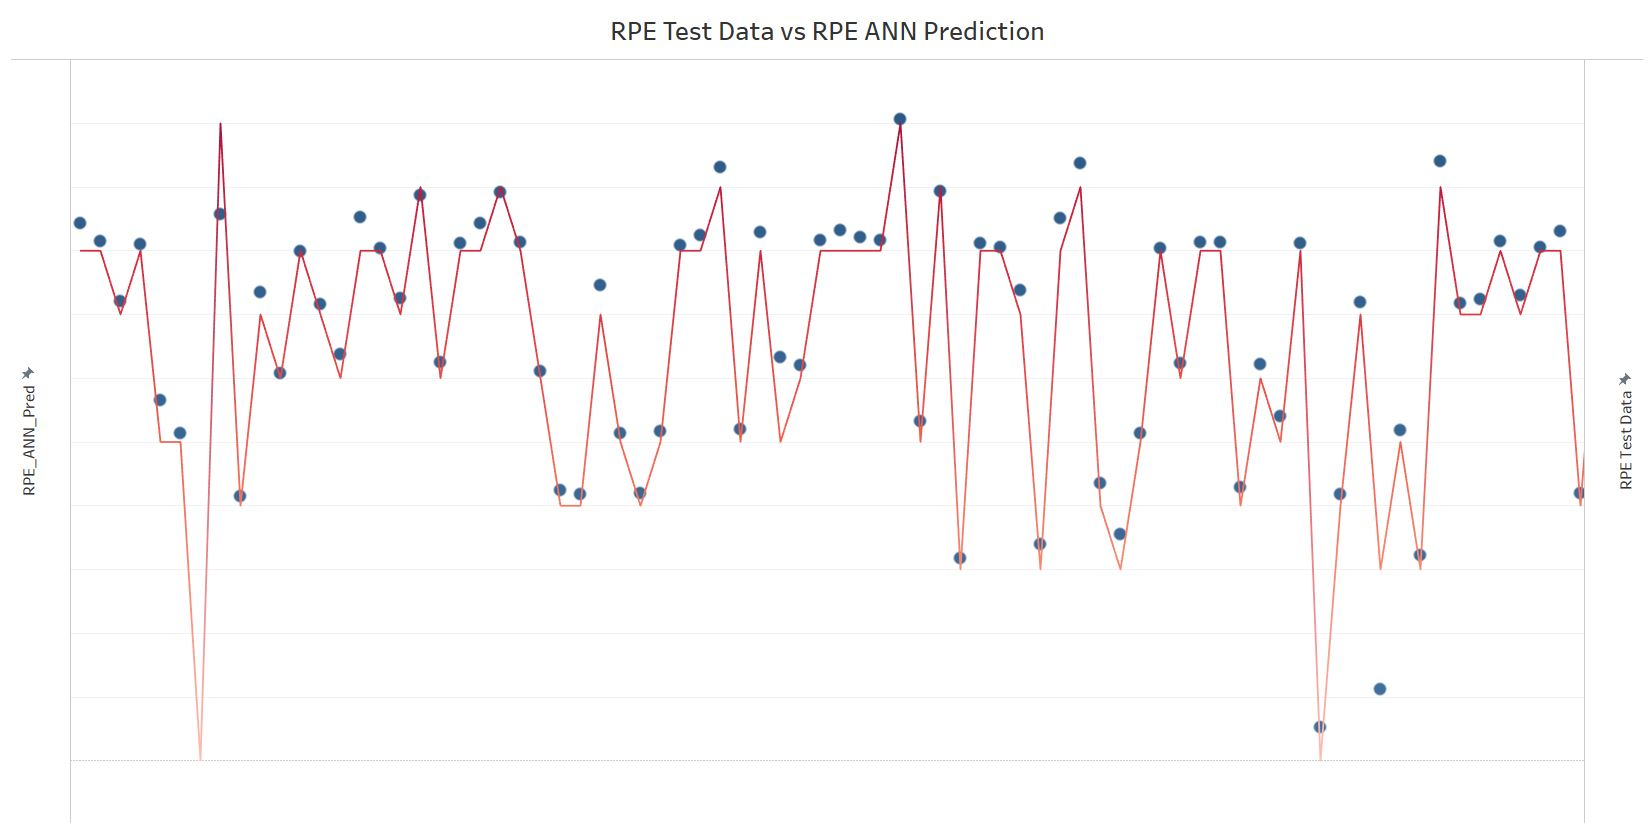 RPE Test Data vs RPE ANN Prediction
RPE_ANN_Pred
RPE Test Data